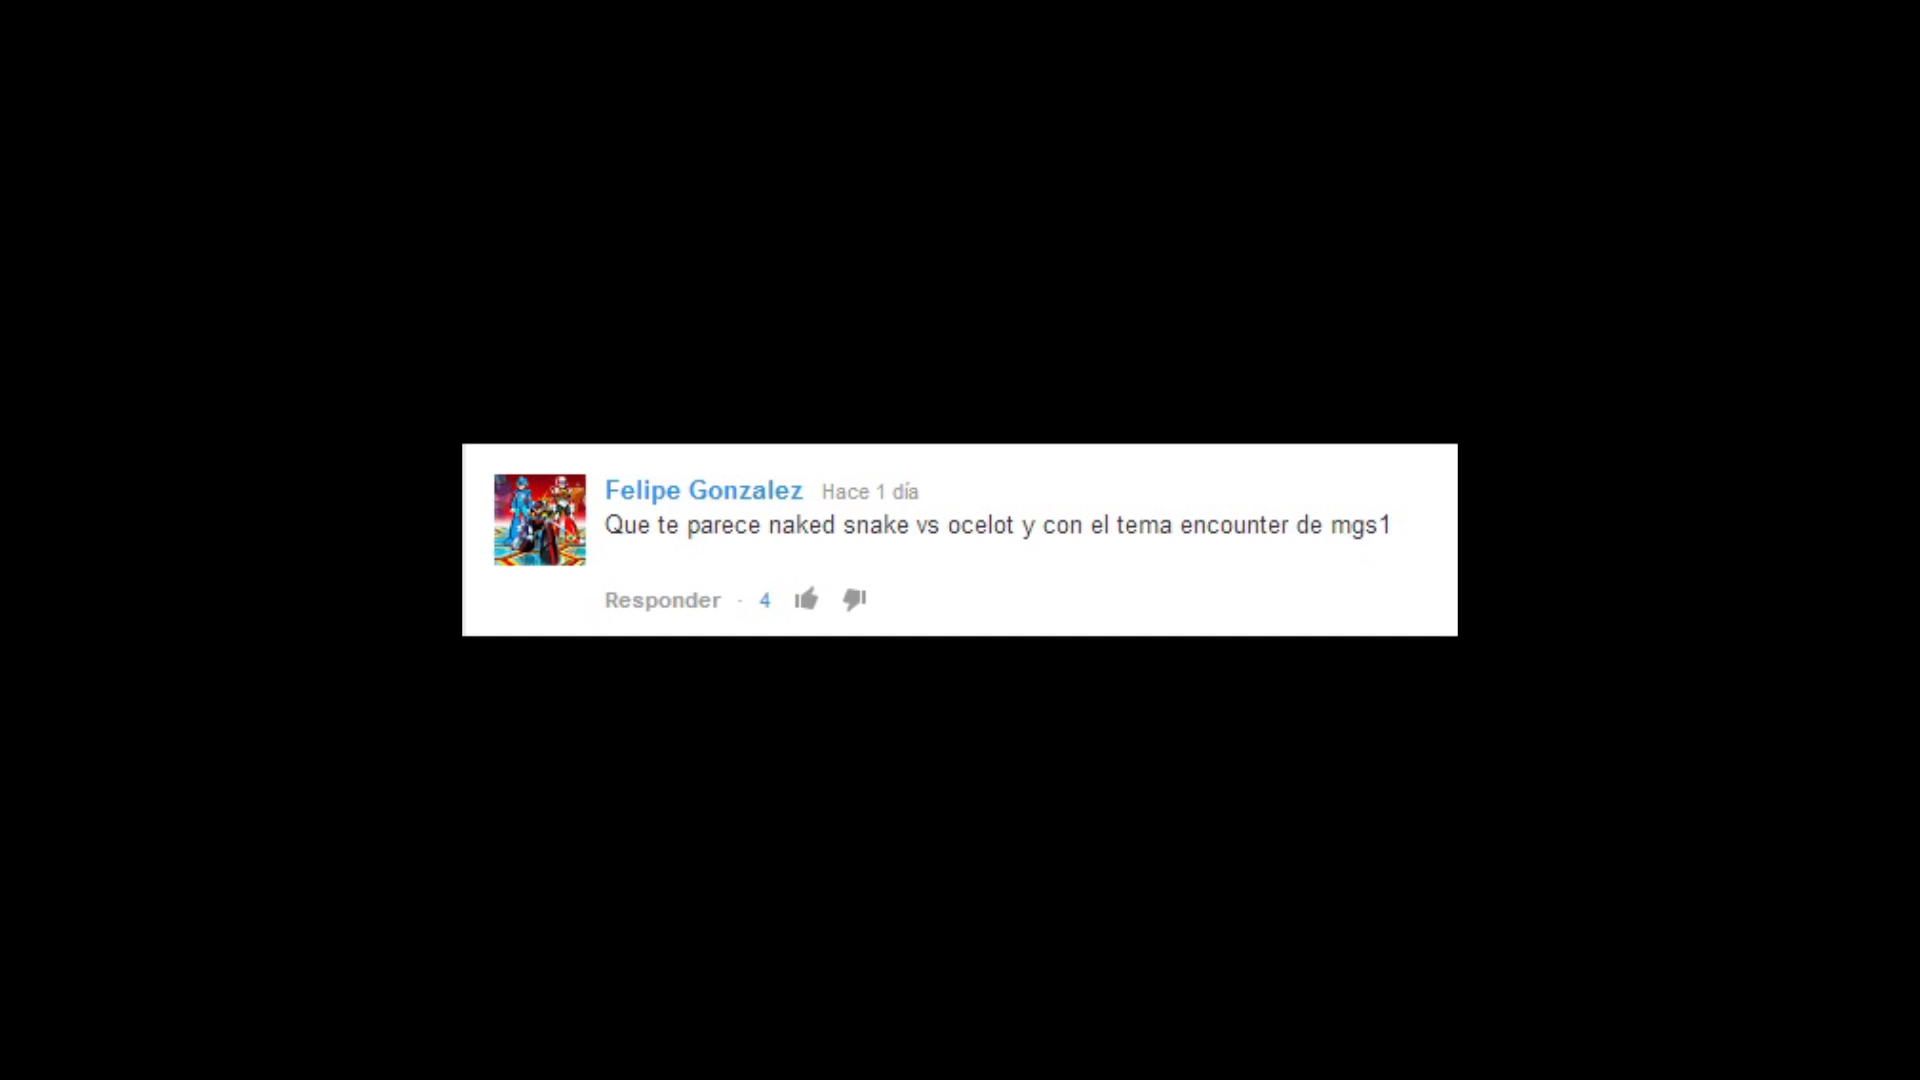 Felipe Gonzalez Hace 1 día
Que te parece naked snake vs ocelot y con el tema encounter de mgs1
Responder · 4